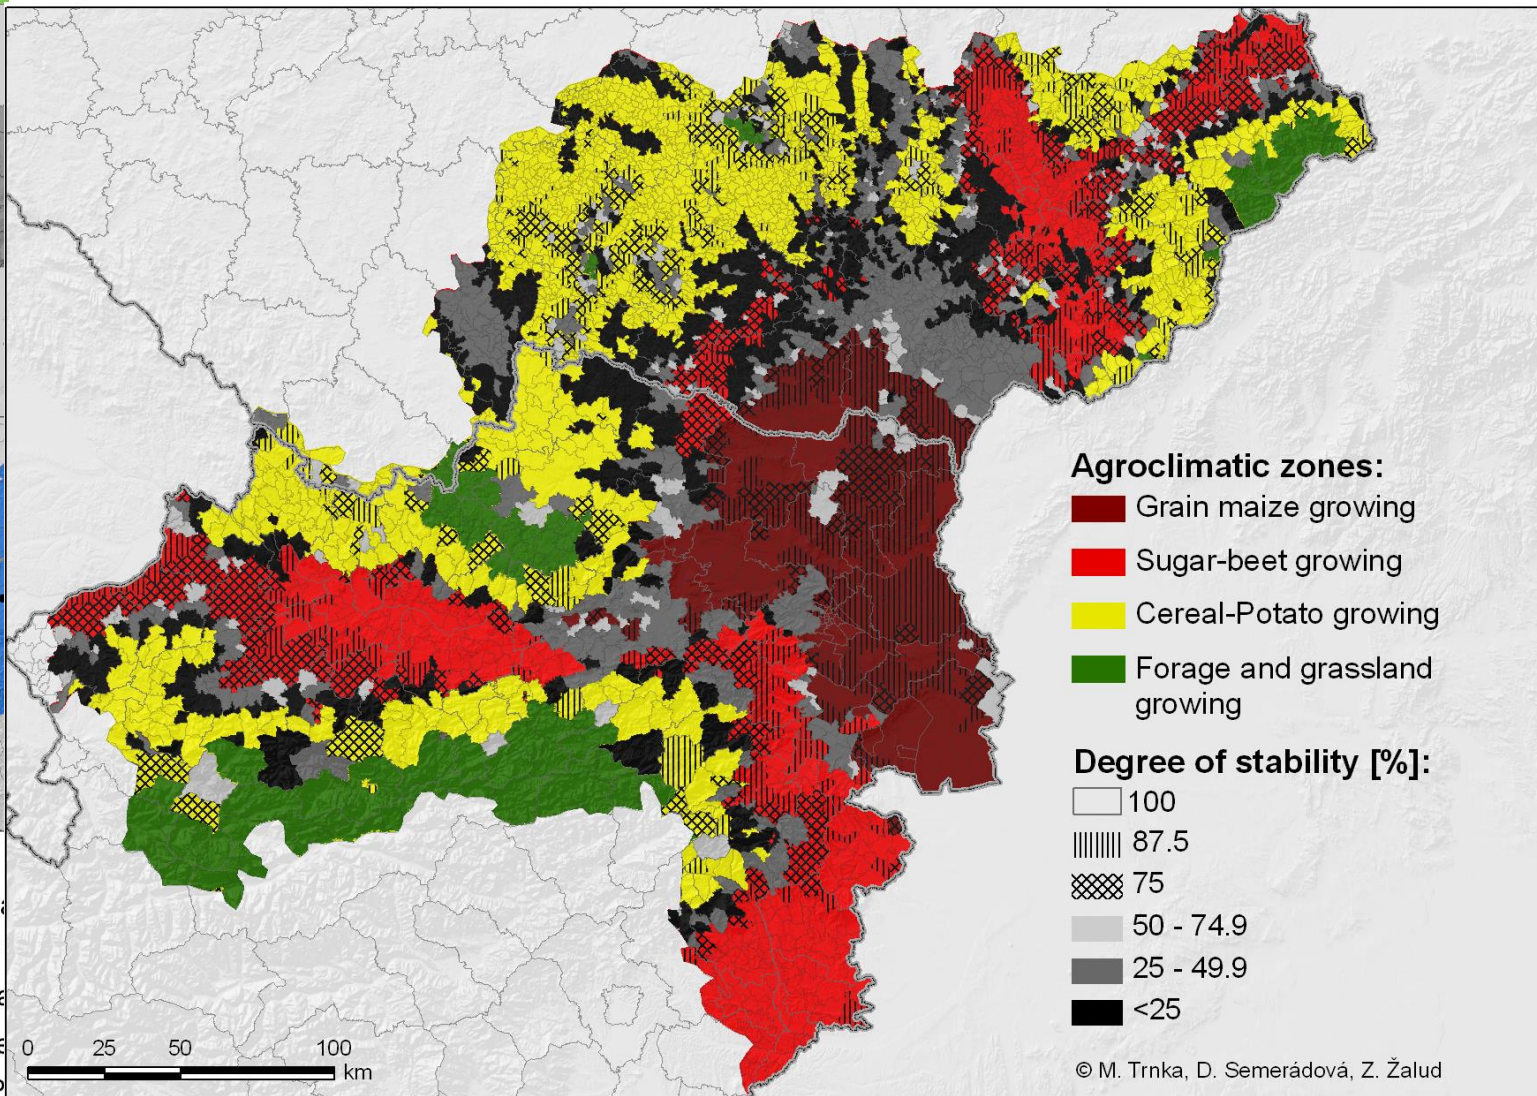 Agroclimatic zones:
Grain maize growing
Sugar-beet growing
Cereal-Potato growing
Forage and grassland
growing
Degree of stability [%]:
100
87.5
75
50 - 74.9
25 - 49.9
<25
0 25 50 100
km
© M. Trnka, D. Semerádová, Z. Žalud